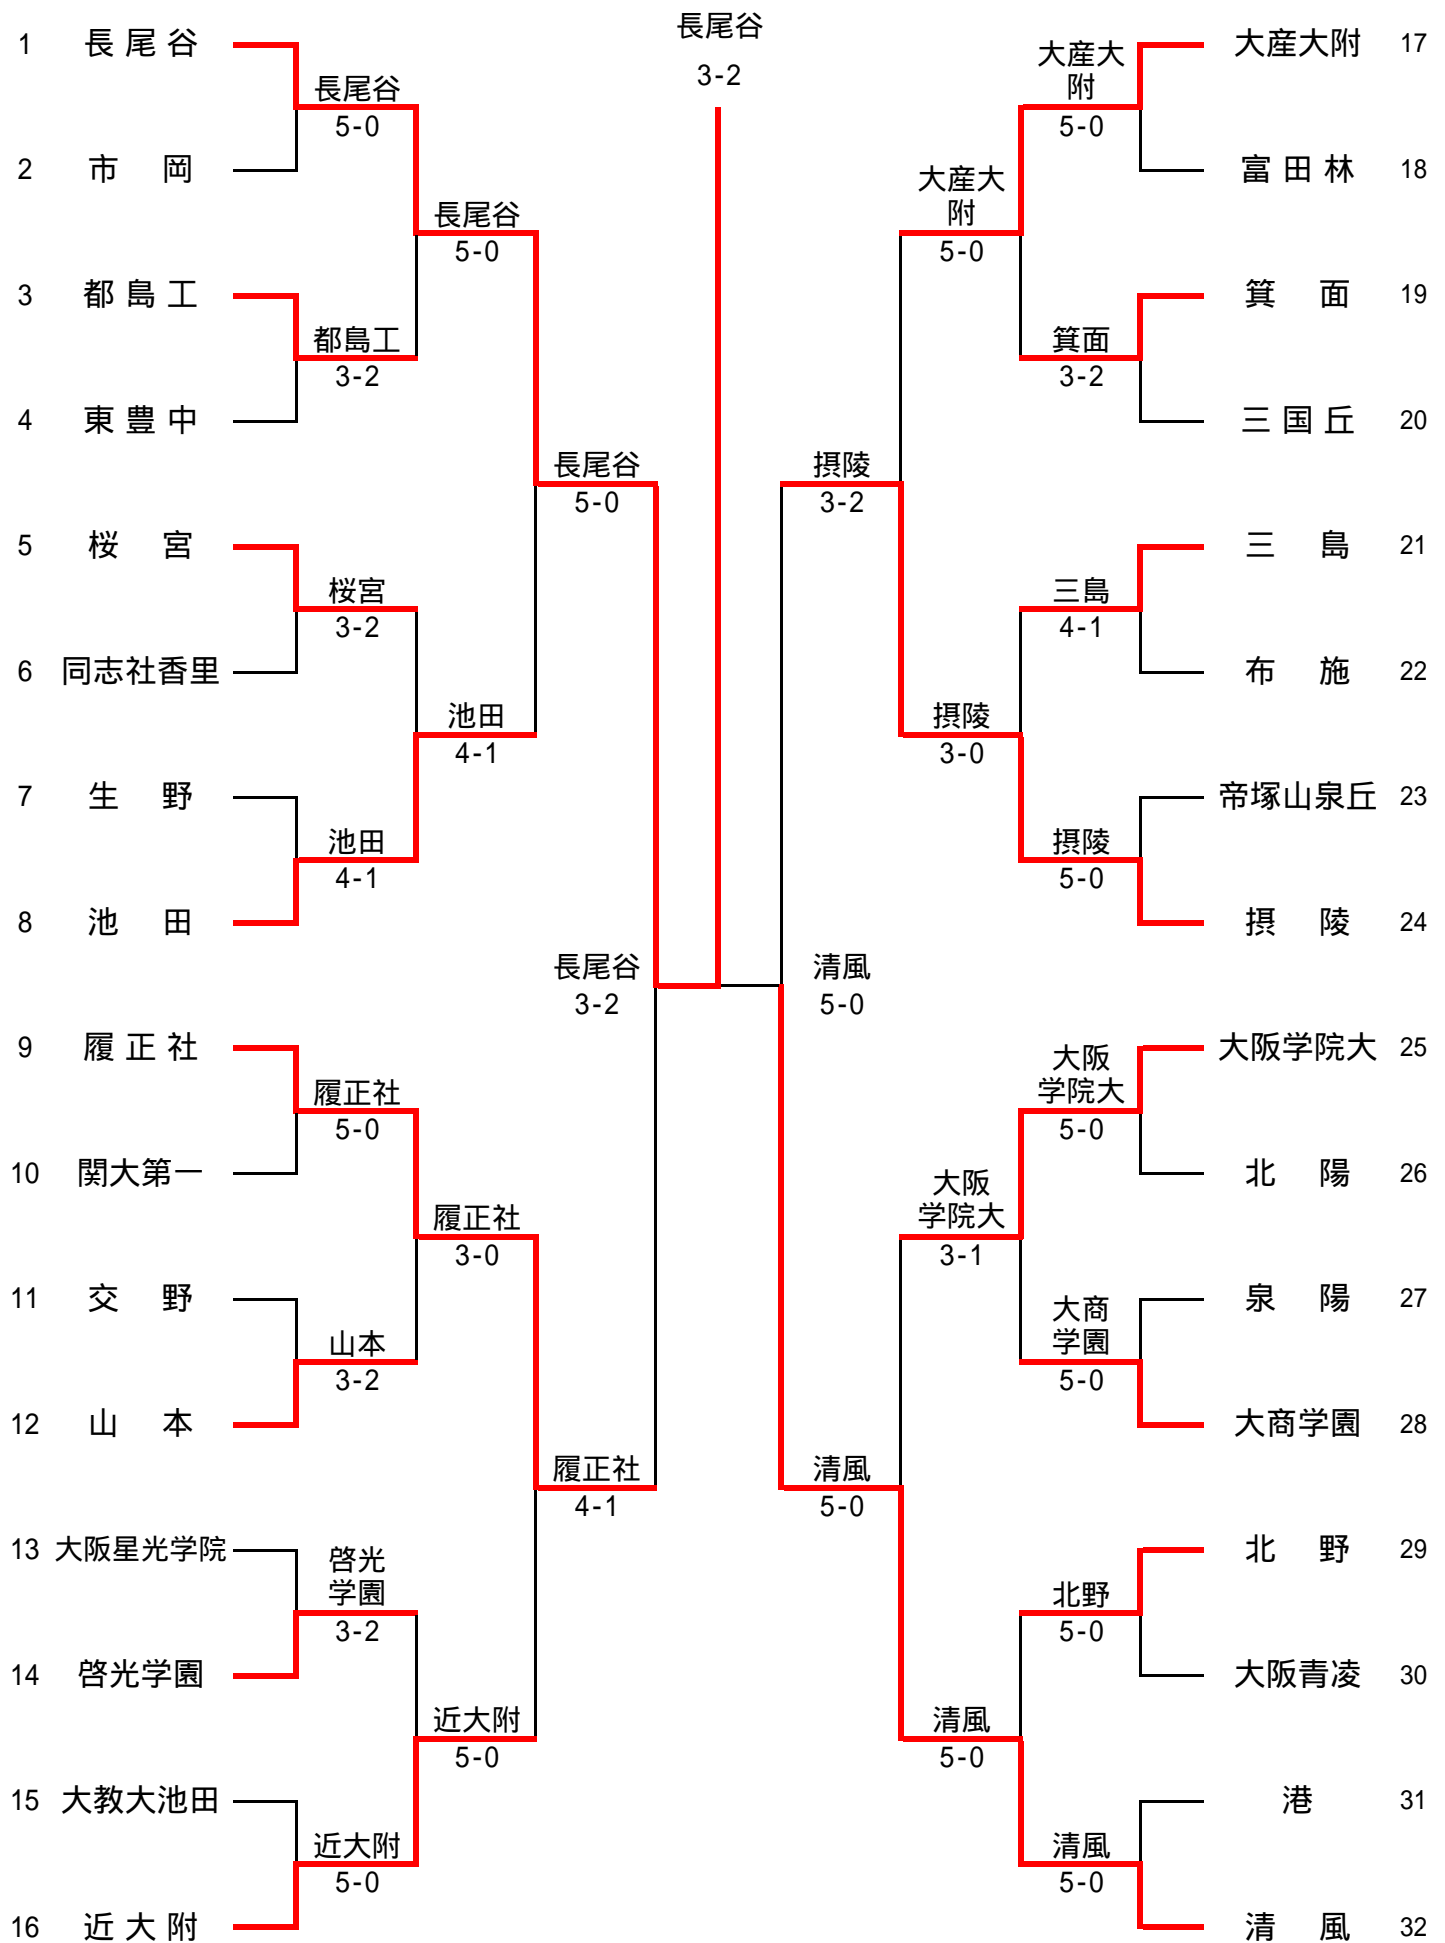 長尾谷
3-2
1 長尾谷
長尾谷
5-0
2 市岡
長尾谷
5-0
3 都島工
都島工
3-2
4 東豊中
長尾谷
5-0
5 桜宮
桜宮
3-2
6 同志社香里
池田
4-1
7 生野
池田
4-1
8 池田
長尾谷
3-2
9 履正社
履正社
5-0
10 関大第一
履正社
3-0
11 交野
山本
3-2
12 山本
履正社
4-1
13 大阪星光学院
啓光
学園
3-2
14 啓光学園
近大附
5-0
15 大教大池田
近大附
5-0
16 近大附
大産大附 17
大産大
附
5-0
富田林 18
大産大
附
5-0
箕面 19
箕面
3-2
三国丘 20
摂陵
3-2
三島 21
三島
4-1
布施 22
摂陵
3-0
帝塚山泉丘 23
摂陵
5-0
摂陵 24
清風
5-0
大阪学院大 25
大阪
学院大
5-0
北陽 26
大阪
学院大
3-1
泉陽 27
大商
学園
5-0
大商学園 28
清風
5-0
北野 29
北野
5-0
大阪青凌 30
清風
5-0
港 31
清風
5-0
清風 32